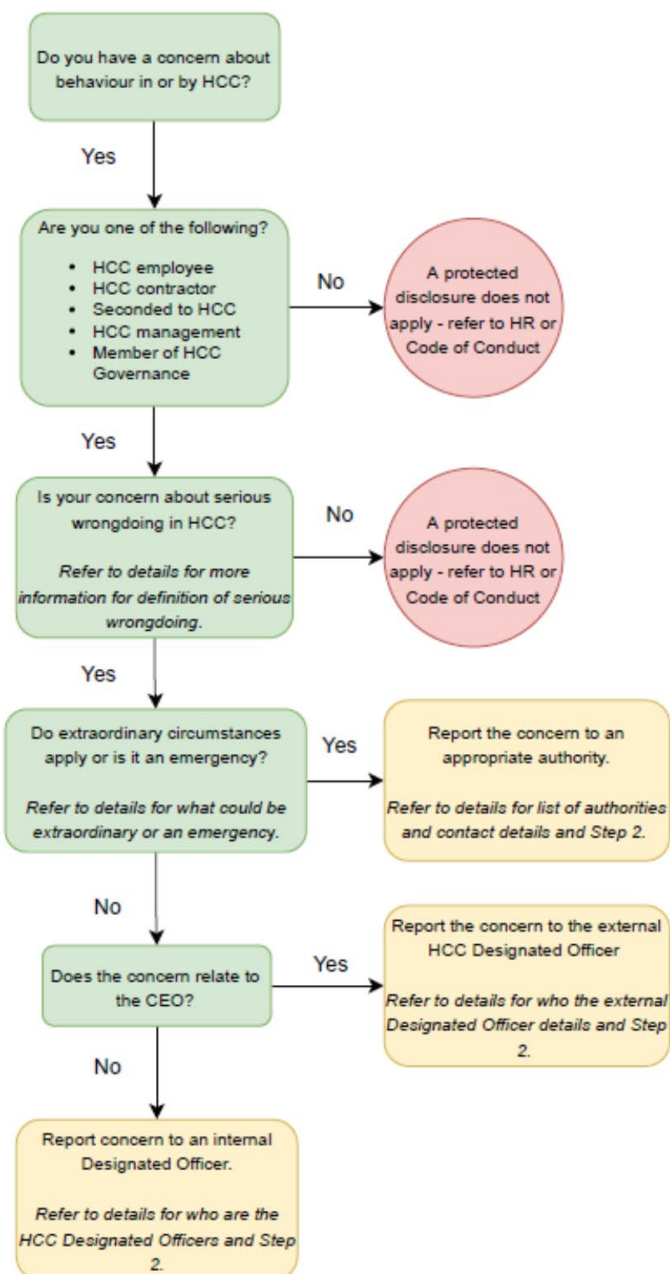 Do you have a concern about
behaviour in or by HCC?
Yes
Are you one of the following?
• HCC employee
• HCC contractor
• Seconded to HCC
• HCC management
• Member of HCC
Governance
No
A protected
disclosure does not
apply - refer to HR or
Code of Conduct
Yes
Is your concern about serious
wrongdoing in HCC?
Refer to details for more
information for definition of serious
wrongdoing.
No
A protected
disclosure does not
apply - refer to HR or
Code of Conduct
Yes
Do extraordinary circumstances
apply or is it an emergency?
Refer to details for what could be
extraordinary or an emergency.
Yes
Report the concern to an
appropriate authority.
Refer to details for list of authorities
and contact details and Step 2.
No
Does the concern relate to
the CEO?
Yes
Report the concern to the external
HCC Designated Officer
Refer to details for who the external
Designated Officer details and Step
2.
No
Report concern to an internal
Designated Officer.
Refer to details for who are the
HCC Designated Officers and Step
2.